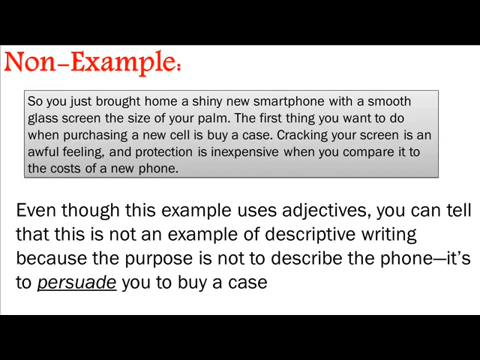 Non-Example:
So you just brought home a shiny new smartphone with a smooth
glass screen the size of your palm. The first thing you want to do
when purchasing a new cell is buy a case. Cracking your screen is an
awful feeling, and protection is inexpensive when you compare it to
the costs of a new phone.
Even though this example uses adjectives, you can tell
that this is not an example of descriptive writing
because the purpose is not to describe the phone—it's
to persuade you to buy a case